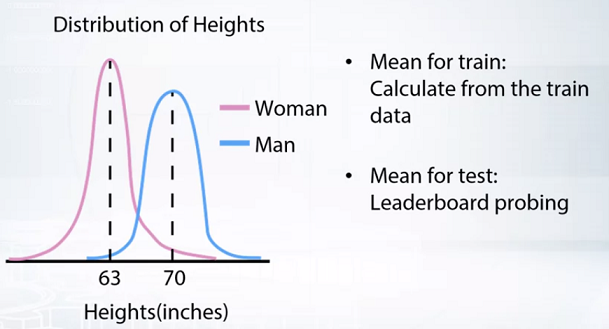 Distribution of Heights
Woman
Man
63
70
Heights(inches)
• Mean for train:
Calculate from the train
data
• Mean for test:
Leaderboard probing